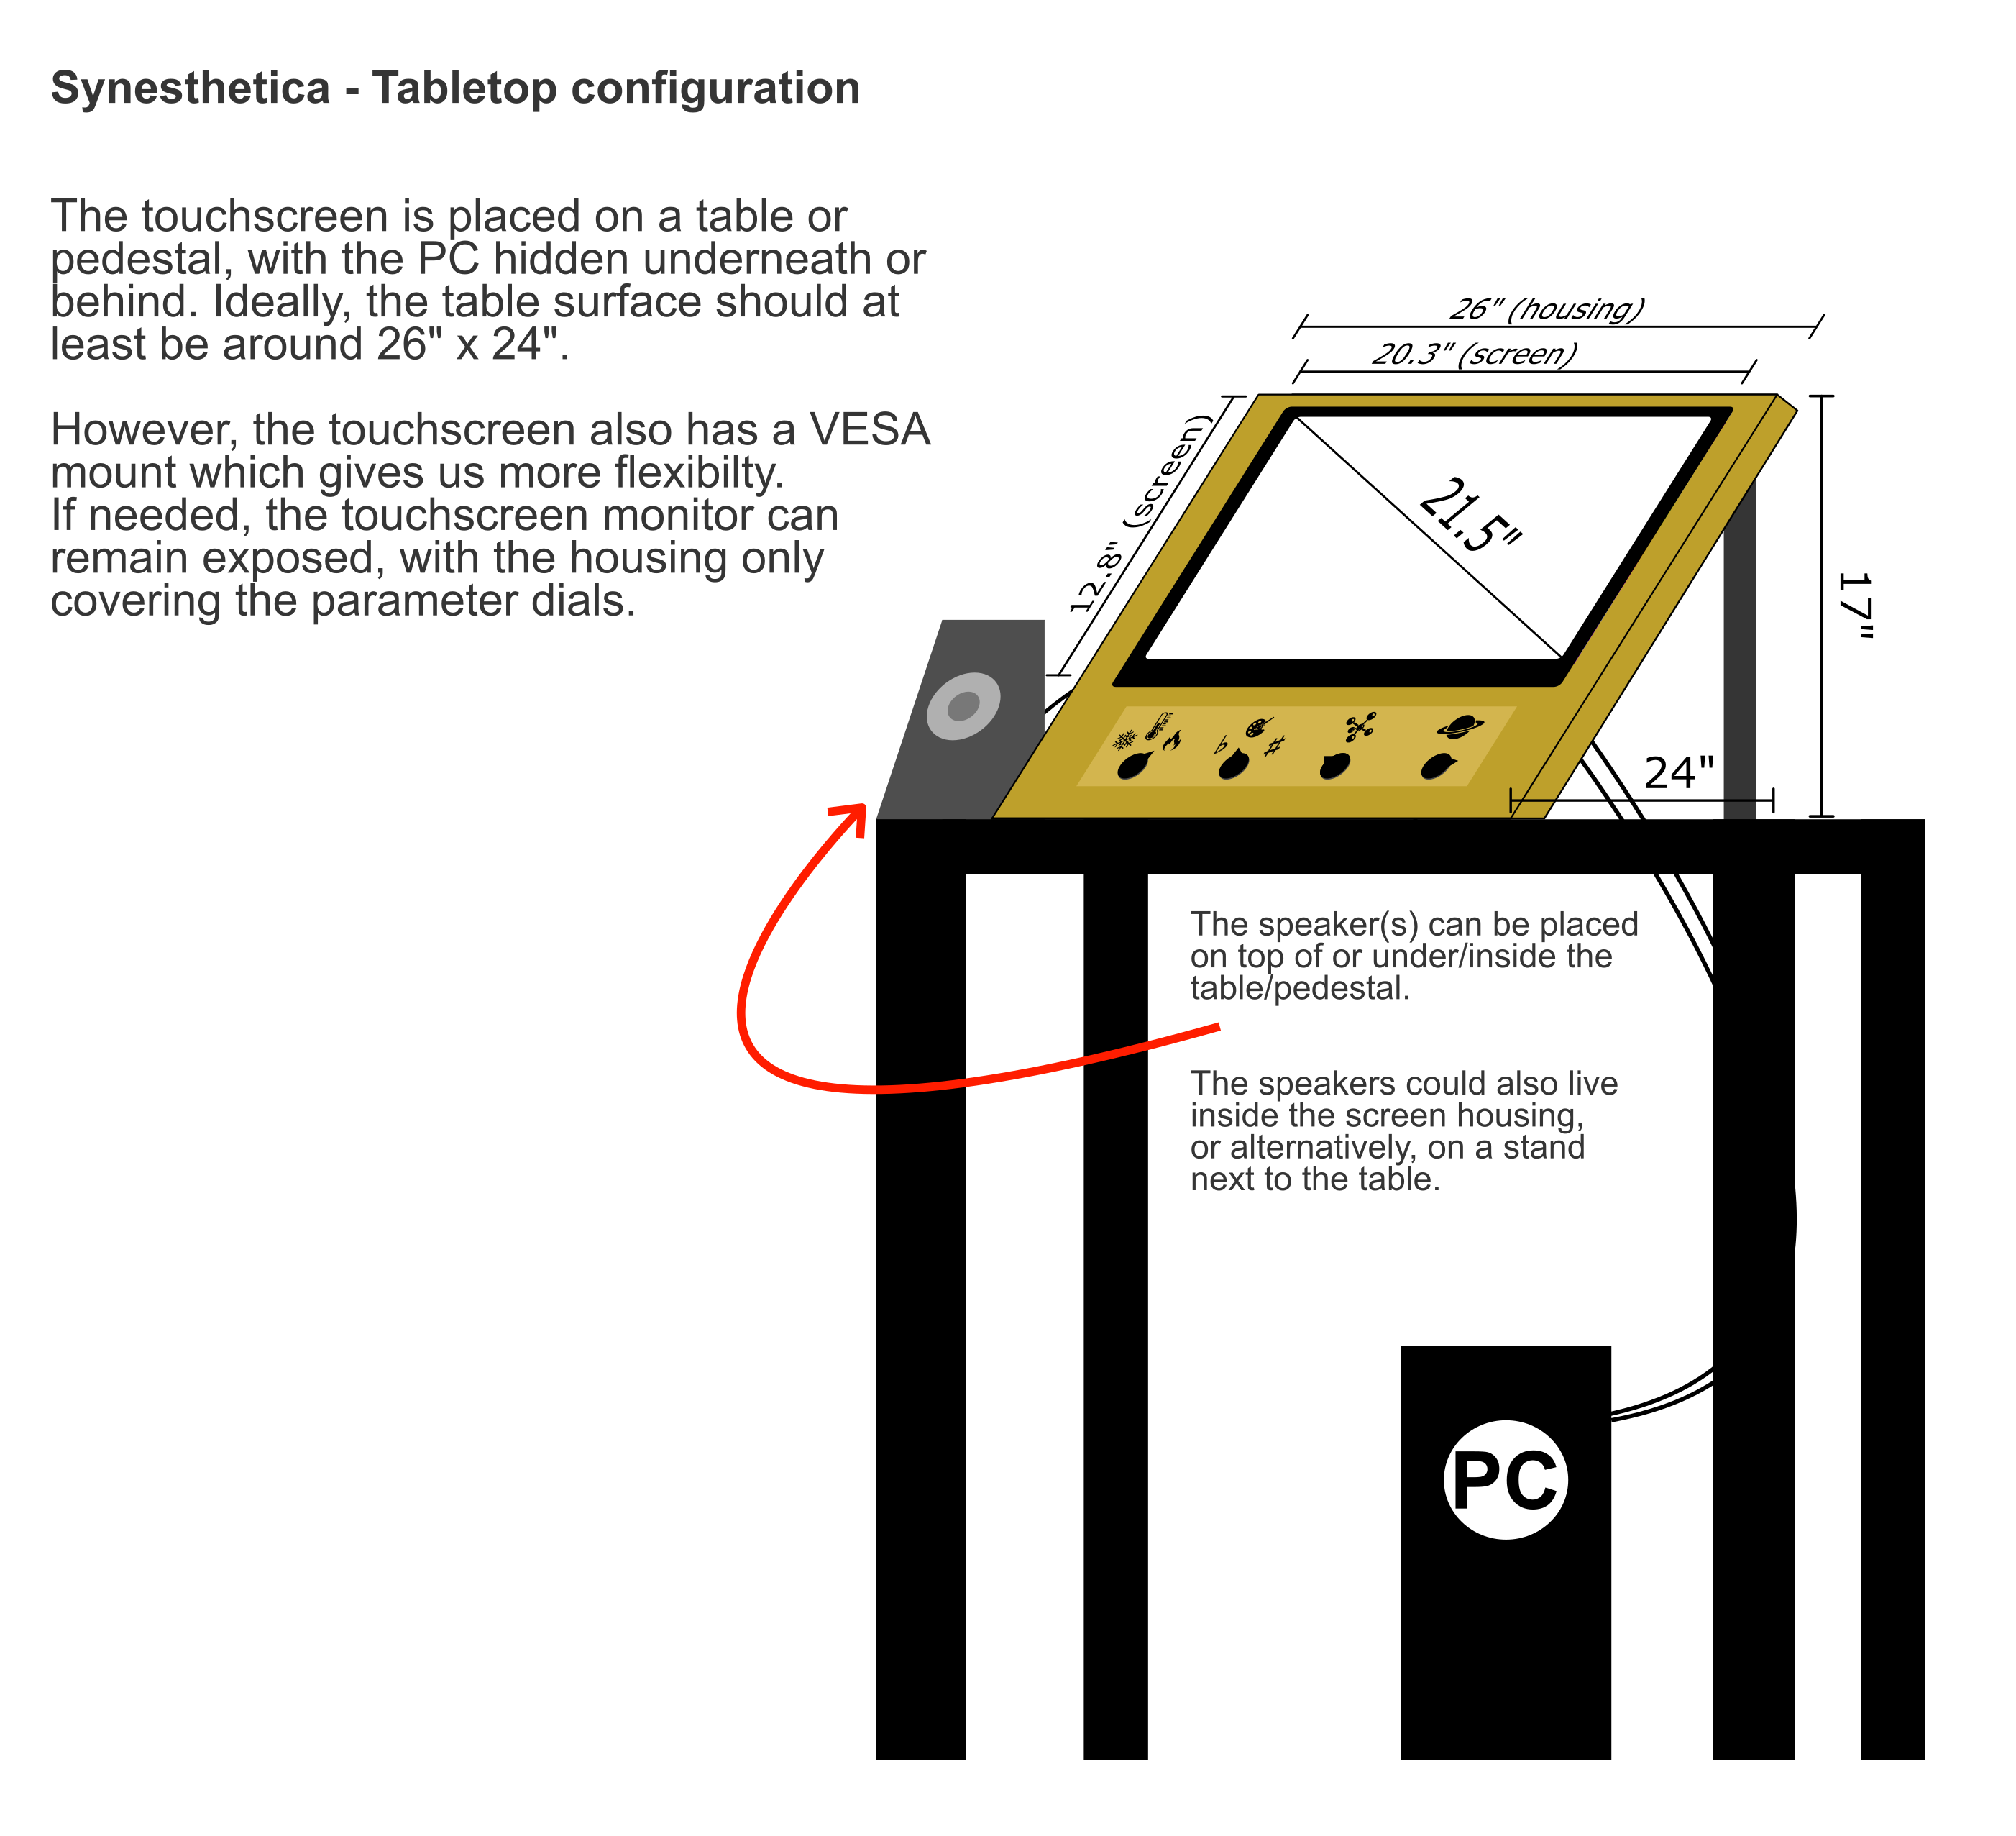 Synesthetica - Tabletop configuration
The touchscreen is placed on a table or
pedestal, with the PC hidden underneath or
behind. Ideally, the table surface should at
least be around 26" x 24".
However, the touchscreen also has a VESA
mount which gives us more flexibilty.
If needed, the touchscreen monitor can
remain exposed, with the housing only
covering the parameter dials.
26" (housing)
20.3" (screen)
12.8" (screen)
21.5"
17"
24"
The speaker(s) can be placed
on top of or under/inside the
table/pedestal.
The speakers could also live
inside the screen housing,
or alternatively, on a stand
next to the table.
PC